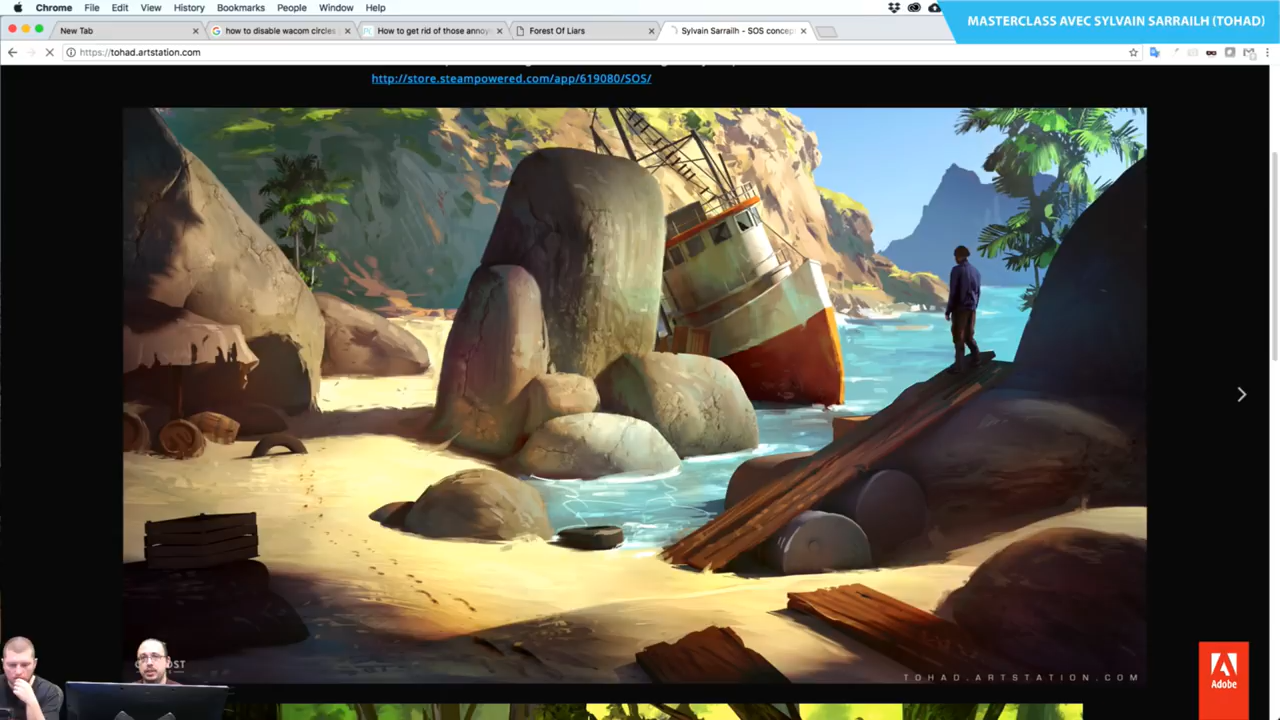 Chrome File Edit View History Bookmarks People Window Help
MASTERCLASS AVEC SYLVAIN SARRAILH (TOHAD)
New Tab
how to disable wacom circles
How to get rid of those annoy
Forest Of Liars
Sylvain Sarrailh - SOS concep
https://tohad.artstation.com
http://store.steampowered.com/app/619080/SOS/
TOHAD.ARTSTATION.COM
Adobe